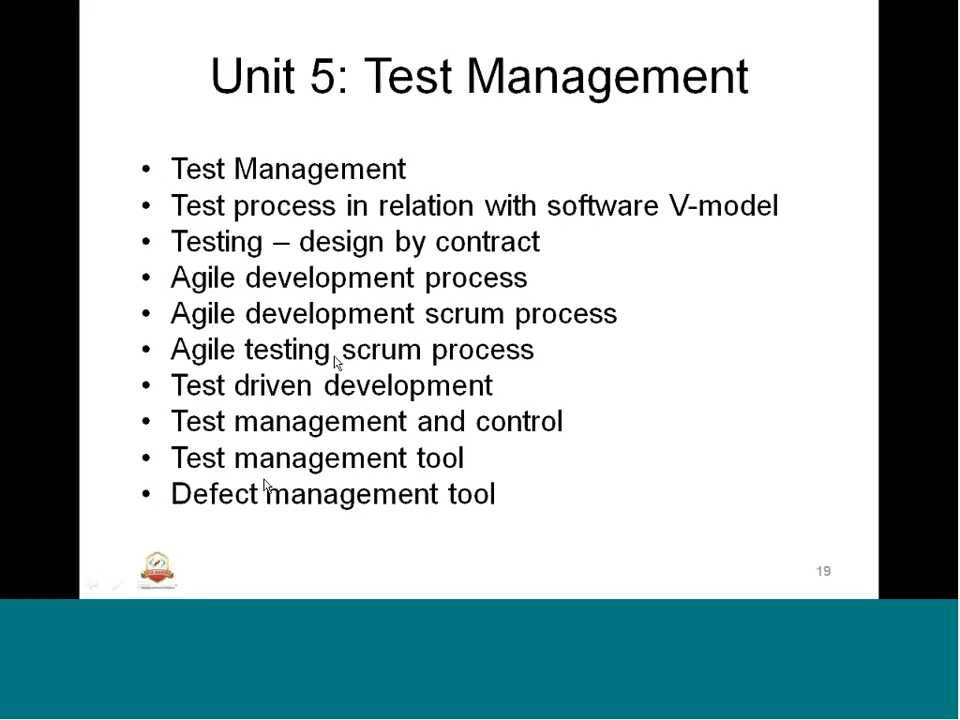 Unit 5: Test Management
• Test Management
• Test process in relation with software V-model
• Testing – design by contract
• Agile development process
• Agile development scrum process
• Agile testing scrum process
• Test driven development
• Test management and control
• Test management tool
• Defect management tool
19